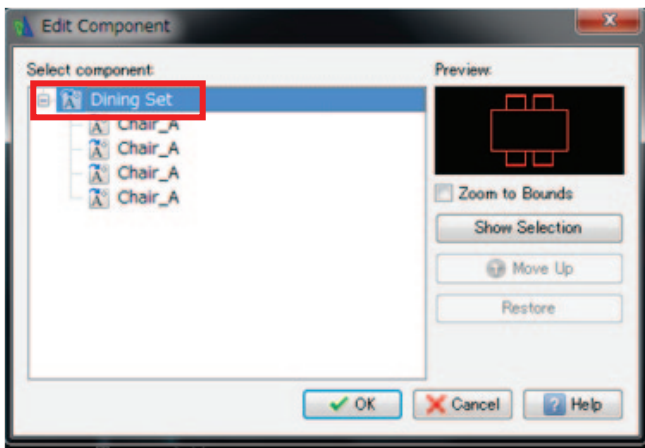 Edit Component
Select component:
Dining Set
Chair_A
Chair_A
Chair_A
Chair_A
Preview:
Zoom to Bounds
Show Selection
Move Up
Restore
OK
Cancel
Help